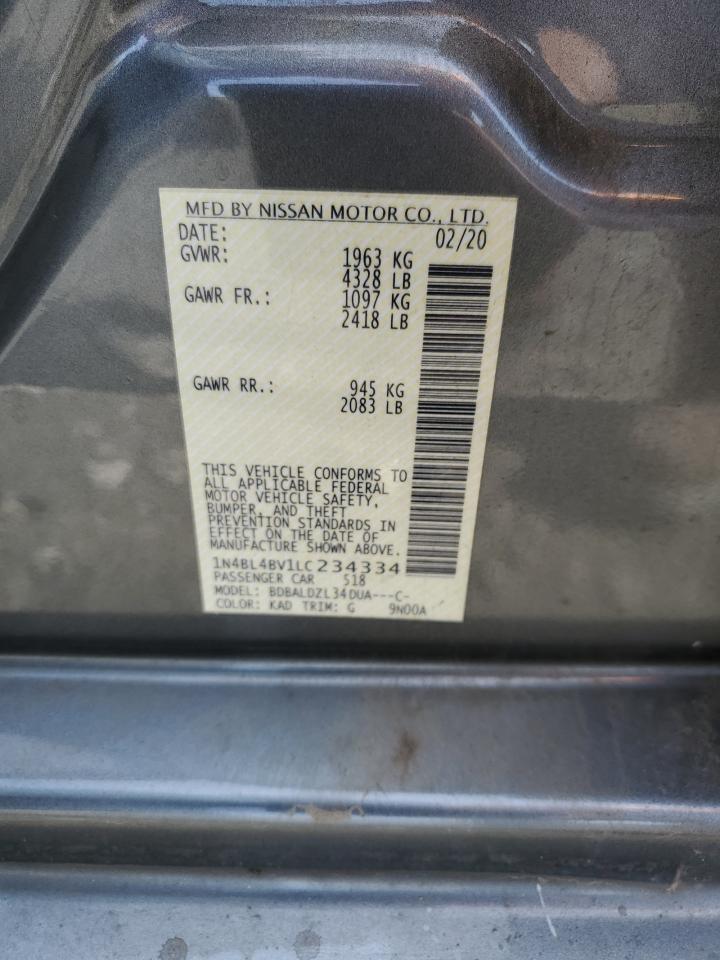 MFD BY NISSAN MOTOR CO., LTD.
DATE: 02/20
GVWR: 1963 KG
4328 LB
GAWR FR.: 1097 KG
2418 LB
GAWR RR.: 945 KG
2083 LB
THIS VEHICLE CONFORMS TO
ALL APPLICABLE FEDERAL
MOTOR VEHICLE SAFETY,
BUMPER, AND THEFT
PREVENTION STANDARDS IN
EFFECT ON THE DATE OF
MANUFACTURE SHOWN ABOVE.
1N4BL4BV1LC234334
PASSENGER CAR 518
MODEL: BDBALDZL34DUA---C-
COLOR: KAD TRIM: G 9N00A